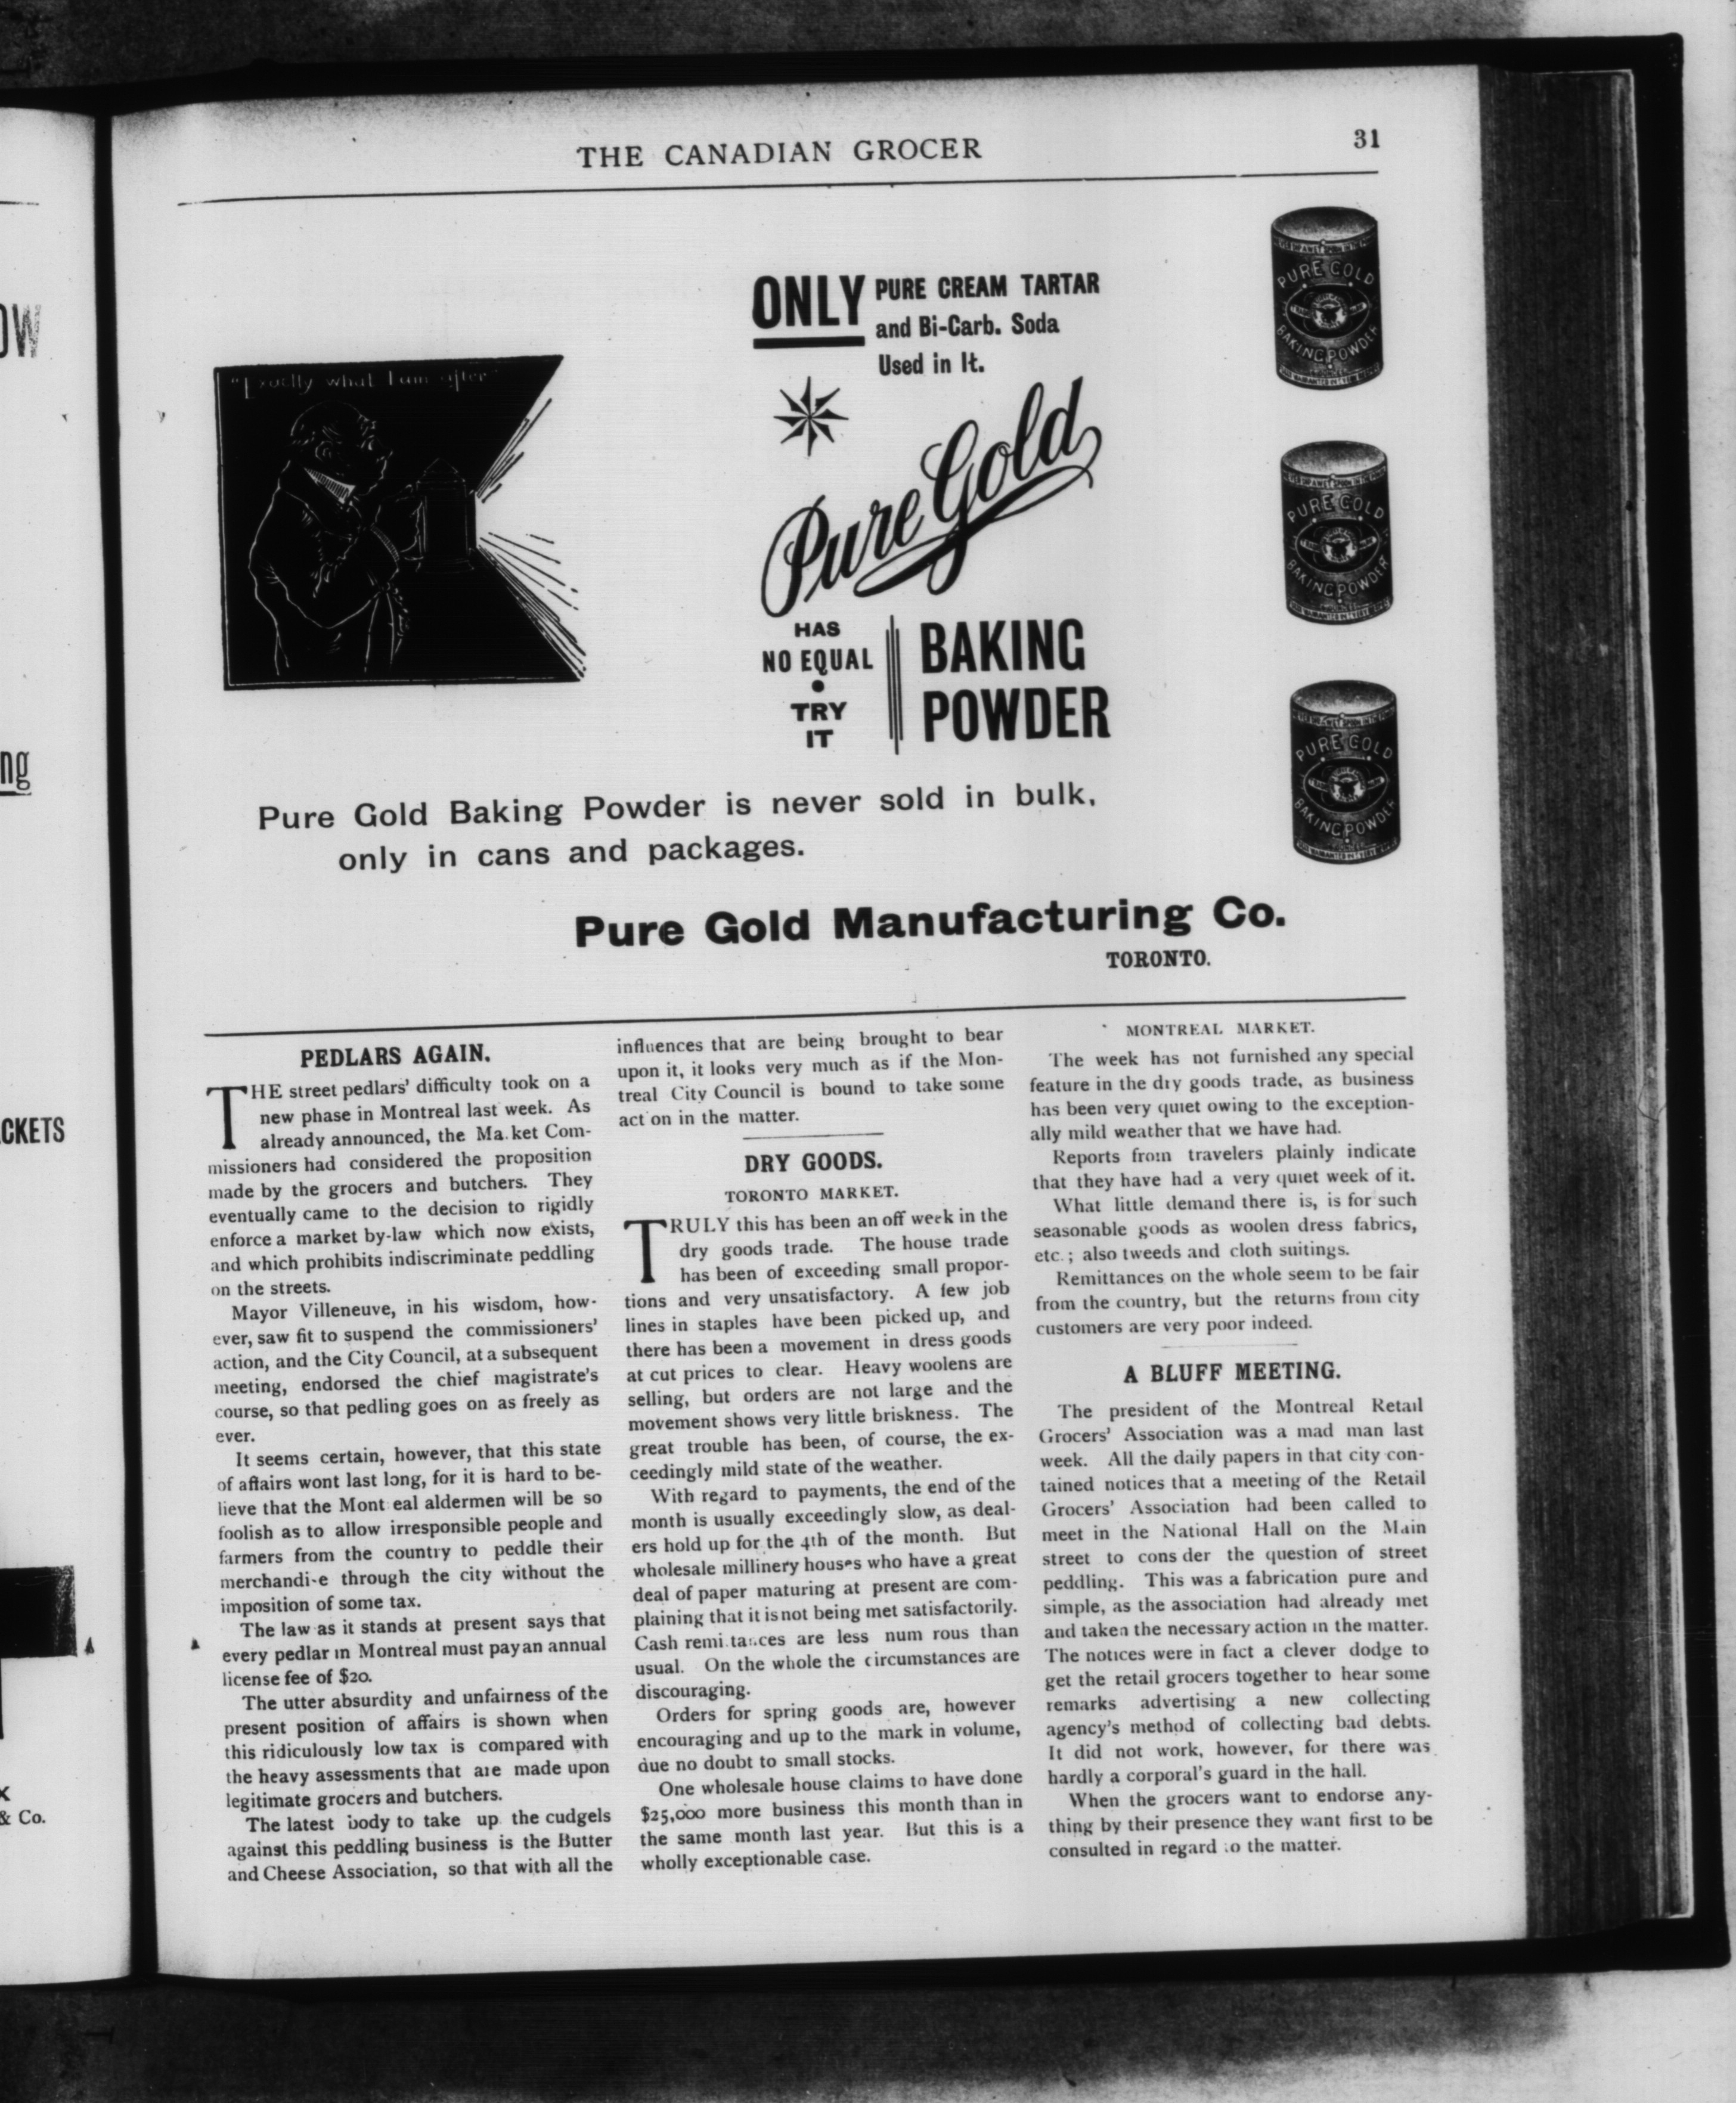 THE CANADIAN GROCER
31
"Exactly what I am after"
ONLY PURE CREAM TARTAR
and Bi-Carb. Soda
Used in It.
Pure Gold
HAS
NO EQUAL
TRY
IT
BAKING
POWDER
PURE GOLD
BAKING POWDER
PURE GOLD
BAKING POWDER
PURE GOLD
BAKING POWDER
Pure Gold Baking Powder is never sold in bulk,
only in cans and packages.
Pure Gold Manufacturing Co.
TORONTO.
PEDLARS AGAIN.
THE street pedlars' difficulty took on a
new phase in Montreal last week. As
already announced, the Ma.ket Com-
missioners had considered the proposition
made by the grocers and butchers. They
eventually came to the decision to rigidly
enforce a market by-law which now exists,
and which prohibits indiscriminate peddling
on the streets.
Mayor Villeneuve, in his wisdom, how-
ever, saw fit to suspend the commissioners'
action, and the City Council, at a subsequent
meeting, endorsed the chief magistrate's
course, so that pedling goes on as freely as
ever.
It seems certain, however, that this state
of affairs wont last long, for it is hard to be-
lieve that the Mont eal aldermen will be so
foolish as to allow irresponsible people and
farmers from the country to peddle their
merchandi-e through the city without the
imposition of some tax.
The law as it stands at present says that
every pedlar in Montreal must pay an annual
license fee of $20.
The utter absurdity and unfairness of the
present position of affairs is shown when
this ridiculously low tax is compared with
the heavy assessments that are made upon
legitimate grocers and butchers.
The latest body to take up the cudgels
against this peddling business is the Butter
and Cheese Association, so that with all the
influences that are being brought to bear
upon it, it looks very much as if the Mon-
treal City Council is bound to take some
act on in the matter.
DRY GOODS.
TORONTO MARKET.
TRULY this has been an off week in the
dry goods trade. The house trade
has been of exceeding small propor-
tions and very unsatisfactory. A few job
lines in staples have been picked up, and
there has been a movement in dress goods
at cut prices to clear. Heavy woolens are
selling, but orders are not large and the
movement shows very little briskness. The
great trouble has been, of course, the ex-
ceedingly mild state of the weather.
With regard to payments, the end of the
month is usually exceedingly slow, as deal-
ers hold up for the 4th of the month. But
wholesale millinery houses who have a great
deal of paper maturing at present are com-
plaining that it is not being met satisfactorily.
Cash remi.tances are less num rous than
usual. On the whole the circumstances are
discouraging.
Orders for spring goods are, however
encouraging and up to the mark in volume,
due no doubt to small stocks.
One wholesale house claims to have done
$25,000 more business this month than in
the same month last year. But this is a
wholly exceptionable case.
MONTREAL MARKET.
The week has not furnished any special
feature in the dry goods trade, as business
has been very quiet owing to the exception-
ally mild weather that we have had.
Reports from travelers plainly indicate
that they have had a very quiet week of it.
What little demand there is, is for such
seasonable goods as woolen dress fabrics,
etc.; also tweeds and cloth suitings.
Remittances on the whole seem to be fair
from the country, but the returns from city
customers are very poor indeed.
A BLUFF MEETING.
The president of the Montreal Retail
Grocers' Association was a mad man last
week. All the daily papers in that city con-
tained notices that a meeting of the Retail
Grocers' Association had been called to
meet in the National Hall on the Main
street to cons der the question of street
peddling. This was a fabrication pure and
simple, as the association had already met
and taken the necessary action in the matter.
The notices were in fact a clever dodge to
get the retail grocers together to hear some
remarks advertising a new collecting
agency's method of collecting bad debts.
It did not work, however, for there was
hardly a corporal's guard in the hall.
When the grocers want to endorse any-
thing by their presence they want first to be
consulted in regard to the matter.
OW
ng
CKETS
& Co.